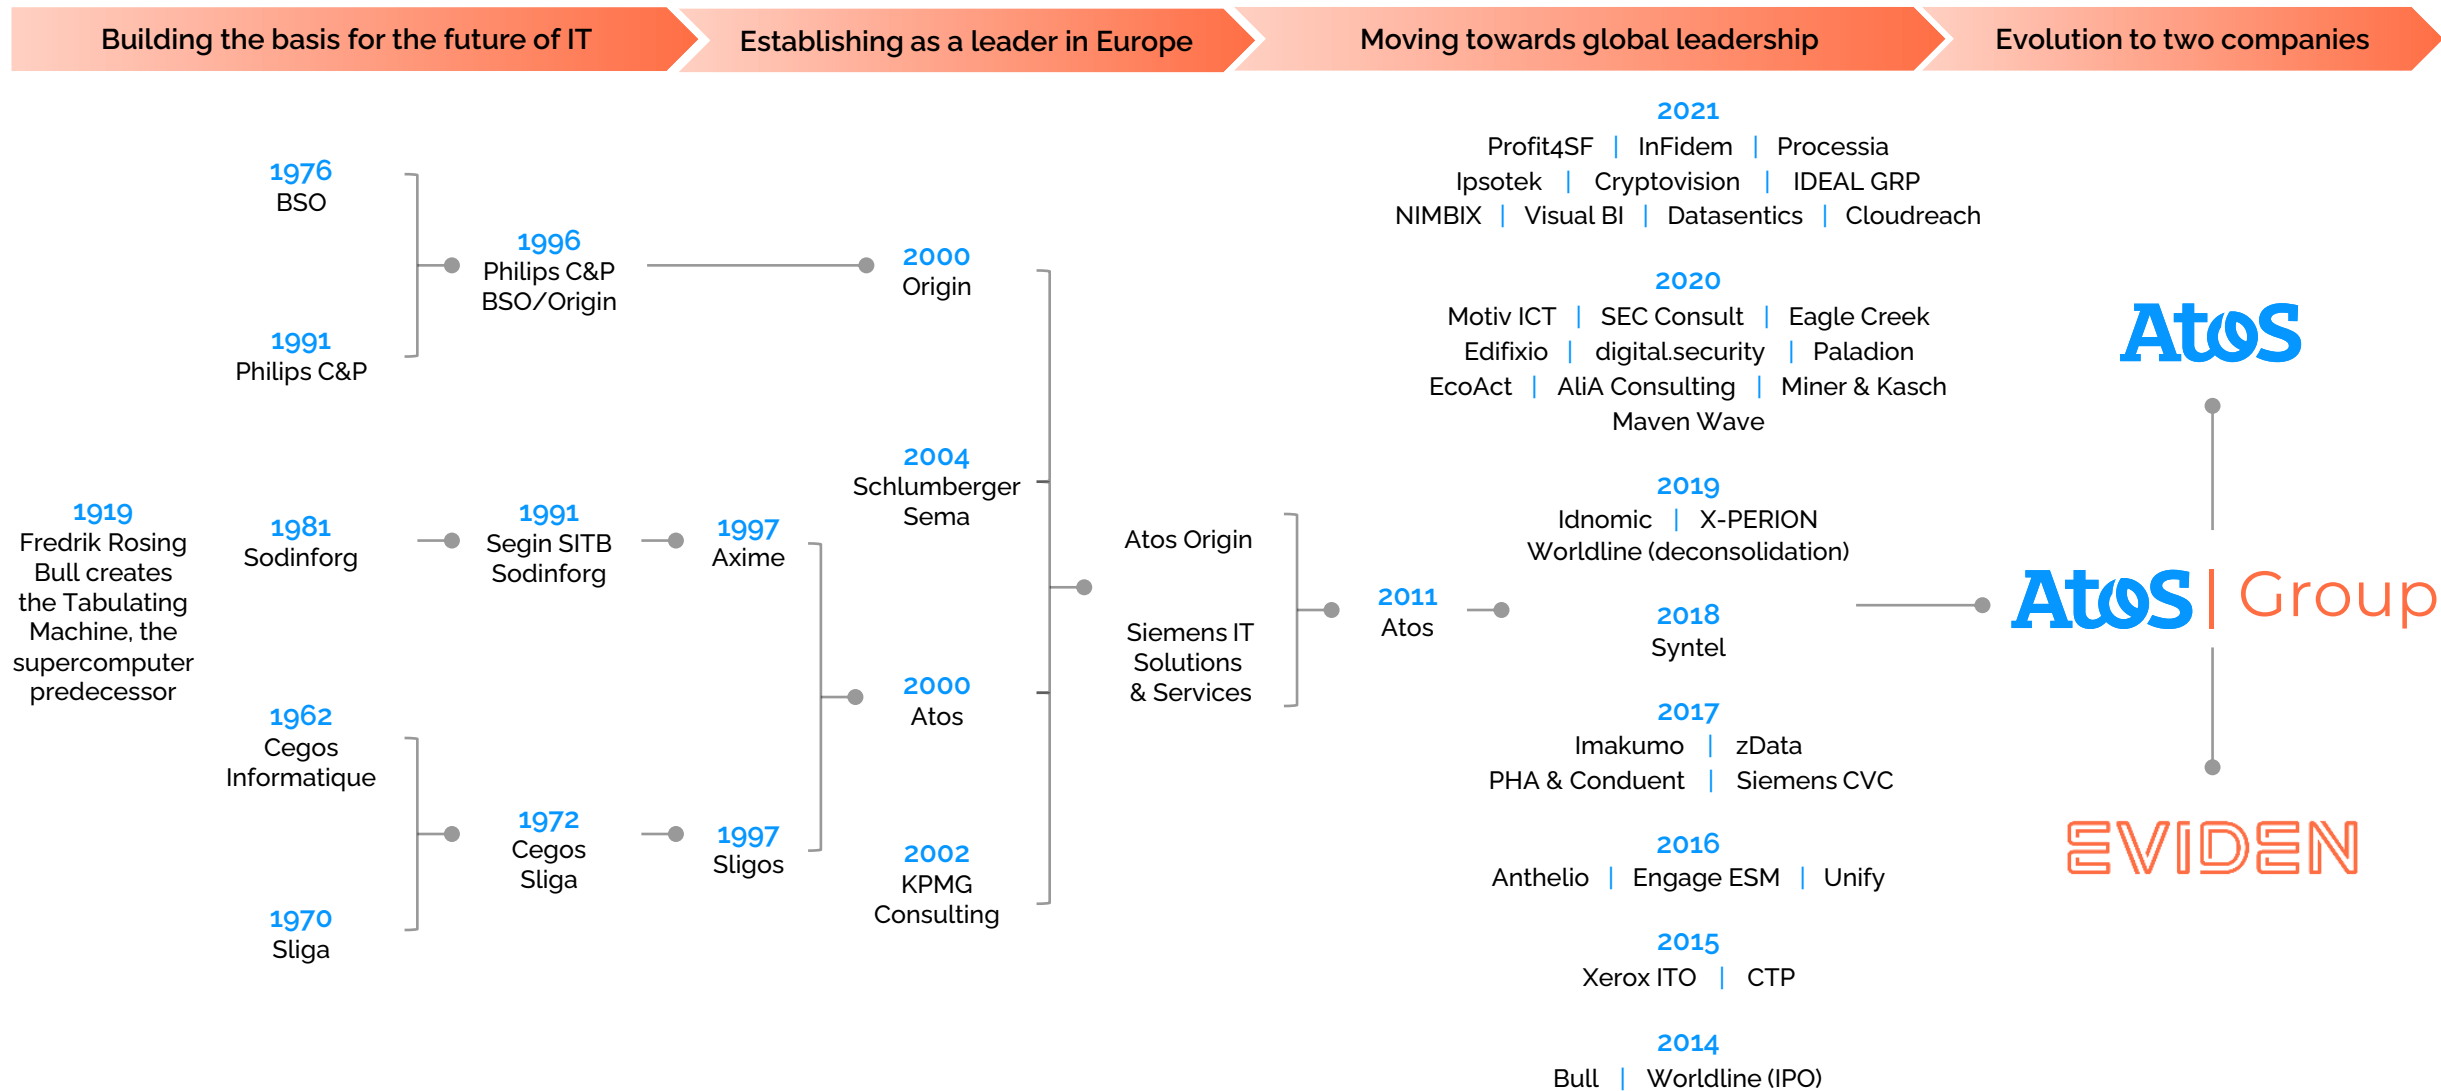 Building the basis for the future of IT
Establishing as a leader in Europe
Moving towards global leadership
Evolution to two companies
1919
Fredrik Rosing
Bull creates
the Tabulating
Machine, the
supercomputer
predecessor
1976
BSO
1991
Philips C&P
1981
Sodinforg
1962
Cegos
Informatique
1970
Sliga
1996
Philips C&P
BSO/Origin
1991
Segin SITB
Sodinforg
1972
Cegos
Sliga
1997
Axime
1997
Sligos
2000
Origin
2004
Schlumberger
Sema
2000
Atos
2002
KPMG
Consulting
Atos Origin
Siemens IT
Solutions
& Services
2011
Atos
2021
Profit4SF | InFidem | Processia
Ipsotek | Cryptovision | IDEAL GRP
NIMBIX | Visual BI | Datasentics | Cloudreach
2020
Motiv ICT | SEC Consult | Eagle Creek
Edifixio | digital.security | Paladion
EcoAct | AliA Consulting | Miner & Kasch
Maven Wave
2019
Idnomic | X-PERION
Worldline (deconsolidation)
2018
Syntel
2017
Imakumo | zData
PHA & Conduent | Siemens CVC
2016
Anthelio | Engage ESM | Unify
2015
Xerox ITO | CTP
2014
Bull | Worldline (IPO)
Atos
Atos | Group
EVIDEN